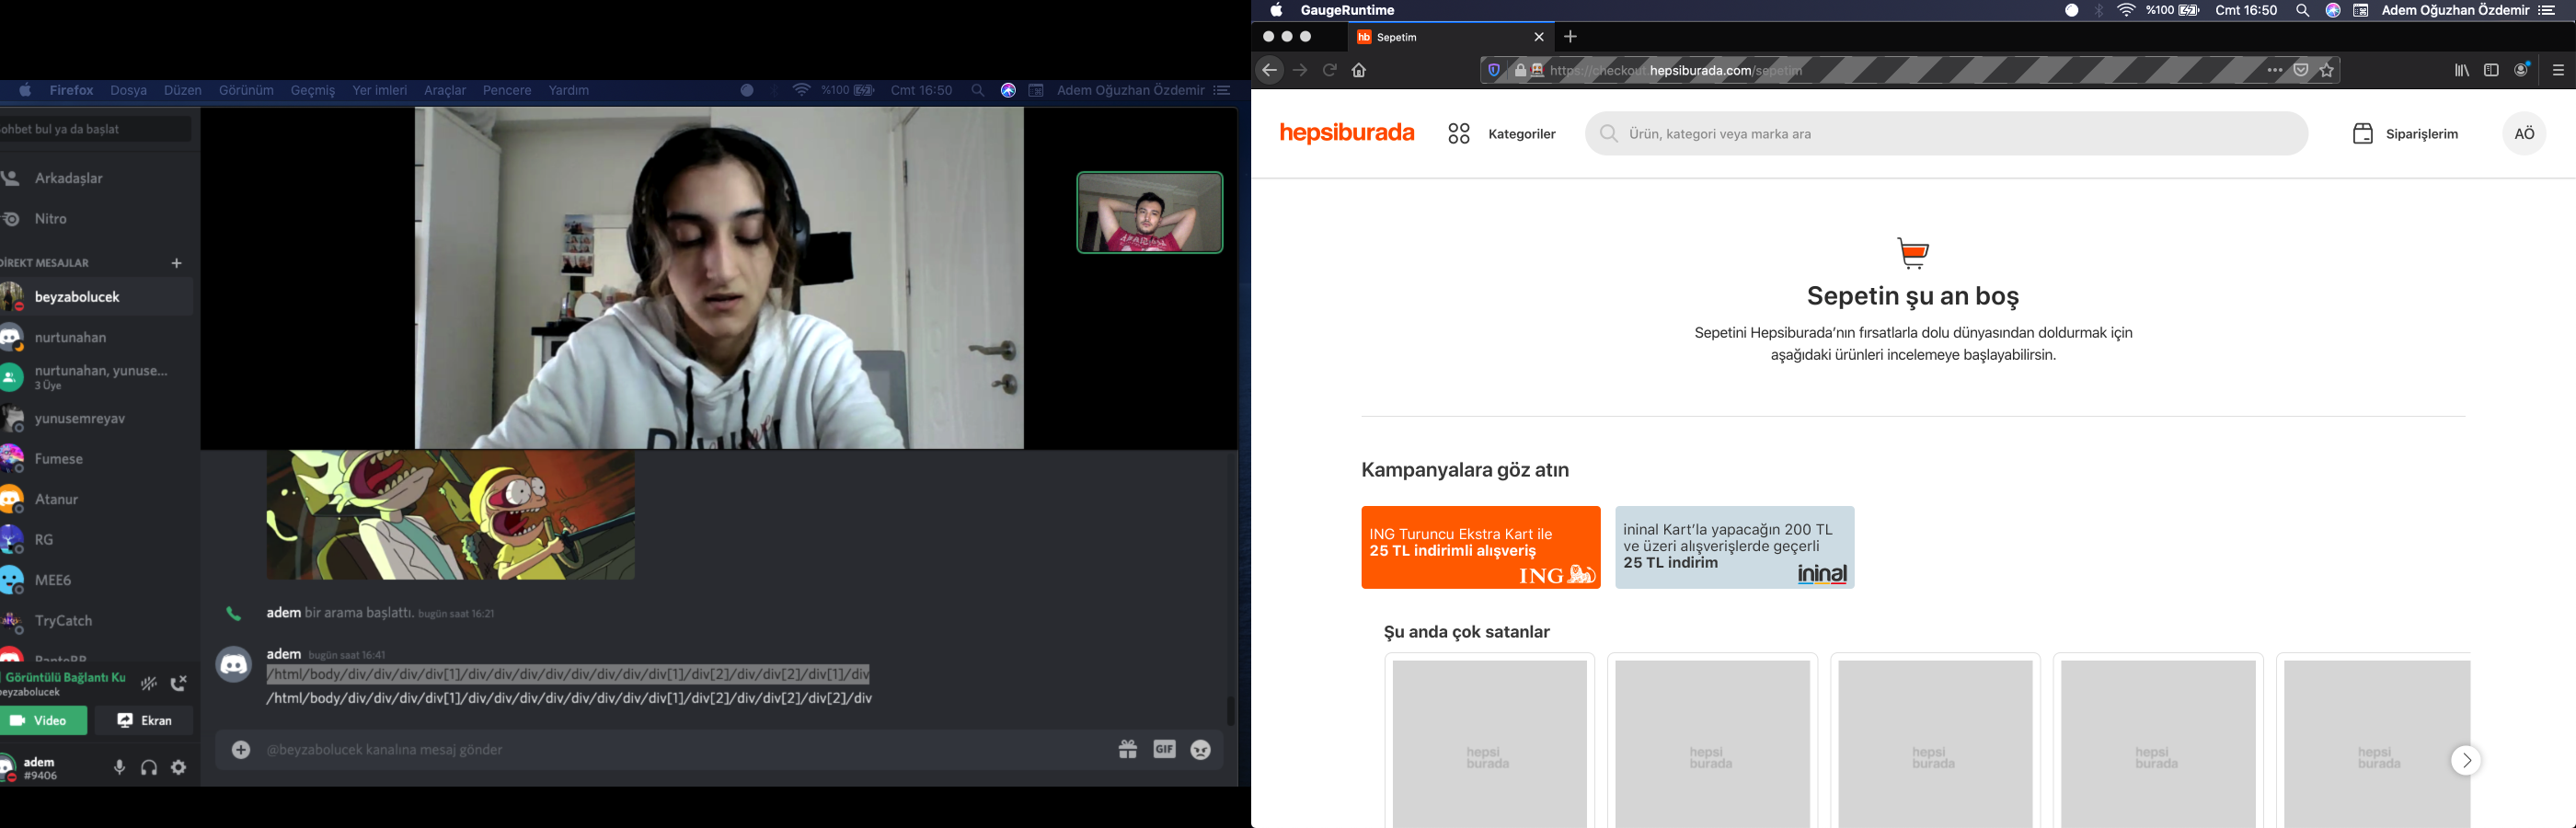 Firefox Dosya Düzen Görünüm Geçmiş Yer imleri Araçlar Pencere Yardım %100 Cmt 16:50 Adem Oğuzhan Özdemir
ohbet bul ya da başlat
Arkadaşlar
Nitro
DİREKT MESAJLAR +
beyzabolucek
nurtunahan
nurtunahan, yunuse...
3 Üye
yunusemreyav
Fumese
Atanur
RG
MEE6
TryCatch
Görüntülü Bağlantı Ku
beyzabolucek
Video Ekran
adem
#9406
adem bir arama başlattı. bugün saat 16:21
adem bugün saat 16:41
/html/body/div/div/div/div[1]/div/div/div/div/div/div/div/div[1]/div[2]/div/div[2]/div[1]/div
/html/body/div/div/div/div[1]/div/div/div/div/div/div/div/div[1]/div[2]/div/div[2]/div[2]/div
@beyzabolucek kanalına mesaj gönder GIF
GaugeRuntime %100 Cmt 16:50 Adem Oğuzhan Özdemir
hb Sepetim
https://checkout.hepsiburada.com/sepetim
hepsiburada Kategoriler Ürün, kategori veya marka ara Siparişlerim AÖ
Sepetin şu an boş
Sepetini Hepsiburada'nın fırsatlarla dolu dünyasından doldurmak için
aşağıdaki ürünleri incelemeye başlayabilirsin.
Kampanyalara göz atın
ING Turuncu Ekstra Kart ile
25 TL indirimli alışveriş
ING
ininal Kart'la yapacağın 200 TL
ve üzeri alışverişlerde geçerli
25 TL indirim
ininal
Şu anda çok satanlar
hepsi burada
hepsi burada
hepsi burada
hepsi burada
hepsi burada